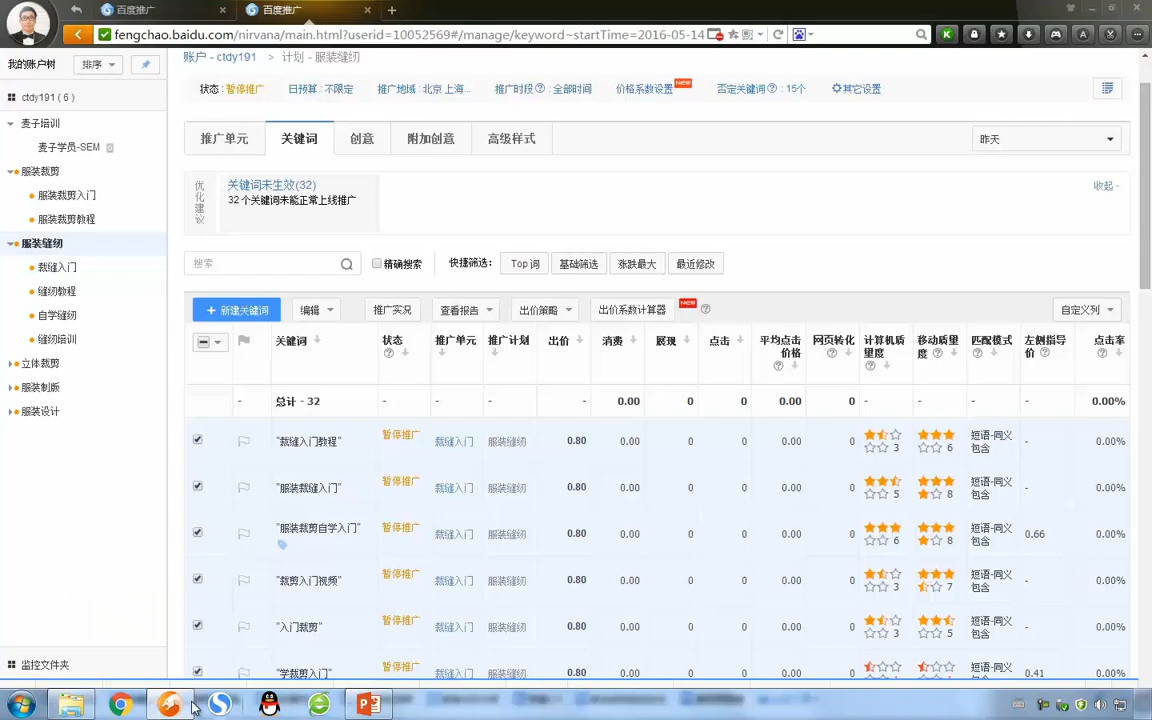 百度推广
百度推广
fengchao.baidu.com/nirvana/main.html?userid=10052569#/manage/keyword~startTime=2016-05-14
我的账户树
排序
ctdy191 ( 6 )
麦子培训
麦子学员-SEM
服装裁剪
服装裁剪入门
服装裁剪教程
服装缝纫
裁缝入门
缝纫教程
自学缝纫
缝纫培训
立体裁剪
服装制版
服装设计
监控文件夹
账户 - ctdy191 > 计划 - 服装缝纫
状态 : 暂停推广 日预算 : 不限定 推广地域 : 北京 上海... 推广时段 : 全部时间 价格系数设置 NEW 否定关键词 : 15个 其它设置
推广单元 关键词 创意 附加创意 高级样式 昨天
优化建议
关键词未生效(32)
32 个关键词未能正常上线推广
收起
搜索 精确搜索 快捷筛选: Top 词 基础筛选 涨跌最大 最近修改
+ 新建关键词 编辑 推广实况 查看报告 出价策略 出价系数计算器 NEW 自定义列
关键词 状态 推广单元 推广计划 出价 消费 展现 点击 平均点击价格 网页转化 计算机质量度 移动质量度 匹配模式 左侧指导价 点击率
- 总计 - 32 - - - - 0.00 0 0 0.00 0 - - - - 0.00%
"裁缝入门教程" 暂停推广 裁缝入门 服装缝纫 0.80 0.00 0 0 0.00 0 3 6 短语-同义包含 - 0.00%
"服装裁缝入门" 暂停推广 裁缝入门 服装缝纫 0.80 0.00 0 0 0.00 0 5 8 短语-同义包含 - 0.00%
"服装裁剪自学入门" 暂停推广 裁缝入门 服装缝纫 0.80 0.00 0 0 0.00 0 6 8 短语-同义包含 0.66 0.00%
"裁剪入门视频" 暂停推广 裁缝入门 服装缝纫 0.80 0.00 0 0 0.00 0 3 7 短语-同义包含 - 0.00%
"入门裁剪" 暂停推广 裁缝入门 服装缝纫 0.80 0.00 0 0 0.00 0 3 5 短语-同义包含 - 0.00%
"学裁剪入门" 暂停推广 裁缝入门 服装缝纫 0.80 0.00 0 0 0.00 0 短语-同义 0.41 0.00%